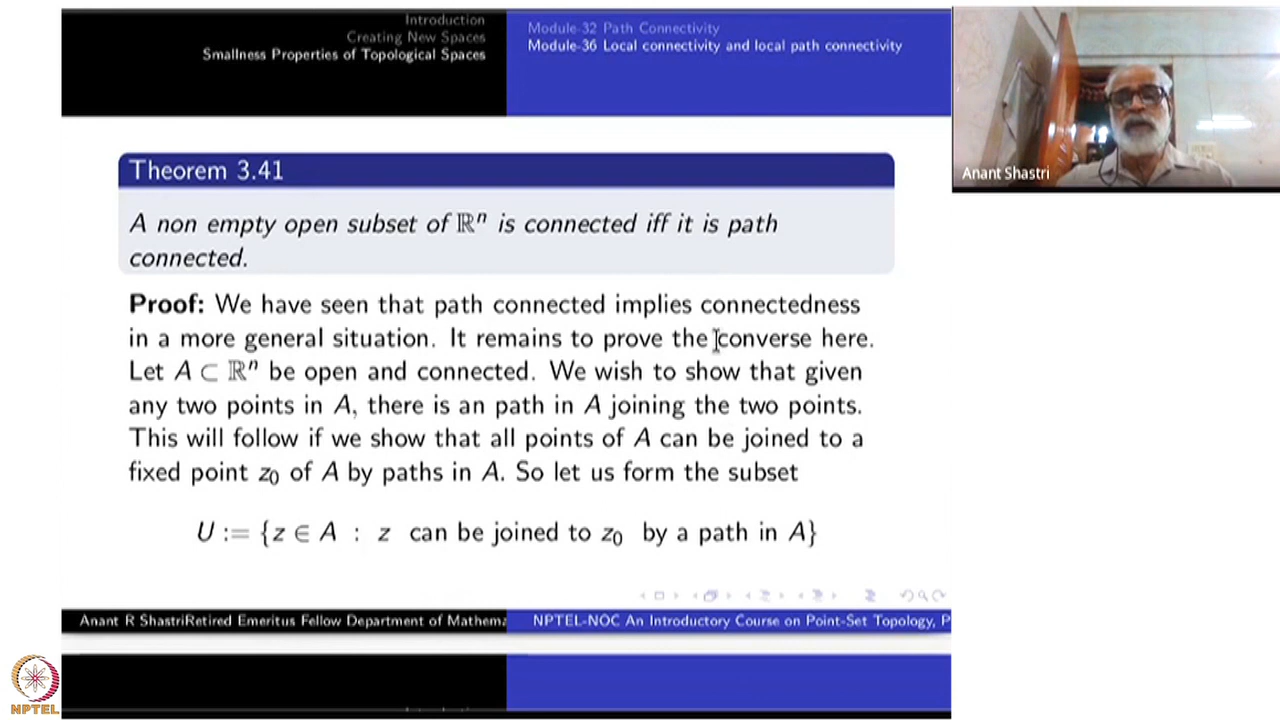 Introduction
Creating New Spaces
Smallness Properties of Topological Spaces
Module-32 Path Connectivity
Module-36 Local connectivity and local path connectivity
Theorem 3.41
A non empty open subset of ℝⁿ is connected iff it is path
connected.
Proof: We have seen that path connected implies connectedness
in a more general situation. It remains to prove the converse here.
Let A ⊂ ℝⁿ be open and connected. We wish to show that given
any two points in A, there is an path in A joining the two points.
This will follow if we show that all points of A can be joined to a
fixed point z₀ of A by paths in A. So let us form the subset
U := {z ∈ A : z can be joined to z₀ by a path in A}
Anant R ShastriRetired Emeritus Fellow Department of Mathema
NPTEL-NOC An Introductory Course on Point-Set Topology, P
Anant Shastri
NPTEL